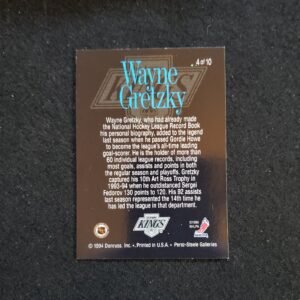 4 of 10
Wayne
Gretzky
Wayne Gretzky, who had already made
the National Hockey League Record Book
his personal biography, added to the legend
last season when he passed Gordie Howe
to become the league's all-time leading
goal-scorer. He is the holder of more than
60 individual league records, including
most goals, assists and points in both
the regular season and playoffs. Gretzky
captured his 10th Art Ross Trophy in
1993-94 when he outdistanced Sergei
Fedorov 130 points to 120. His 92 assists
last season represented the 14th time he
has led the league in that department.
KINGS
© 1994 Donruss, Inc. • Printed in U.S.A. • Perez-Steele Galleries